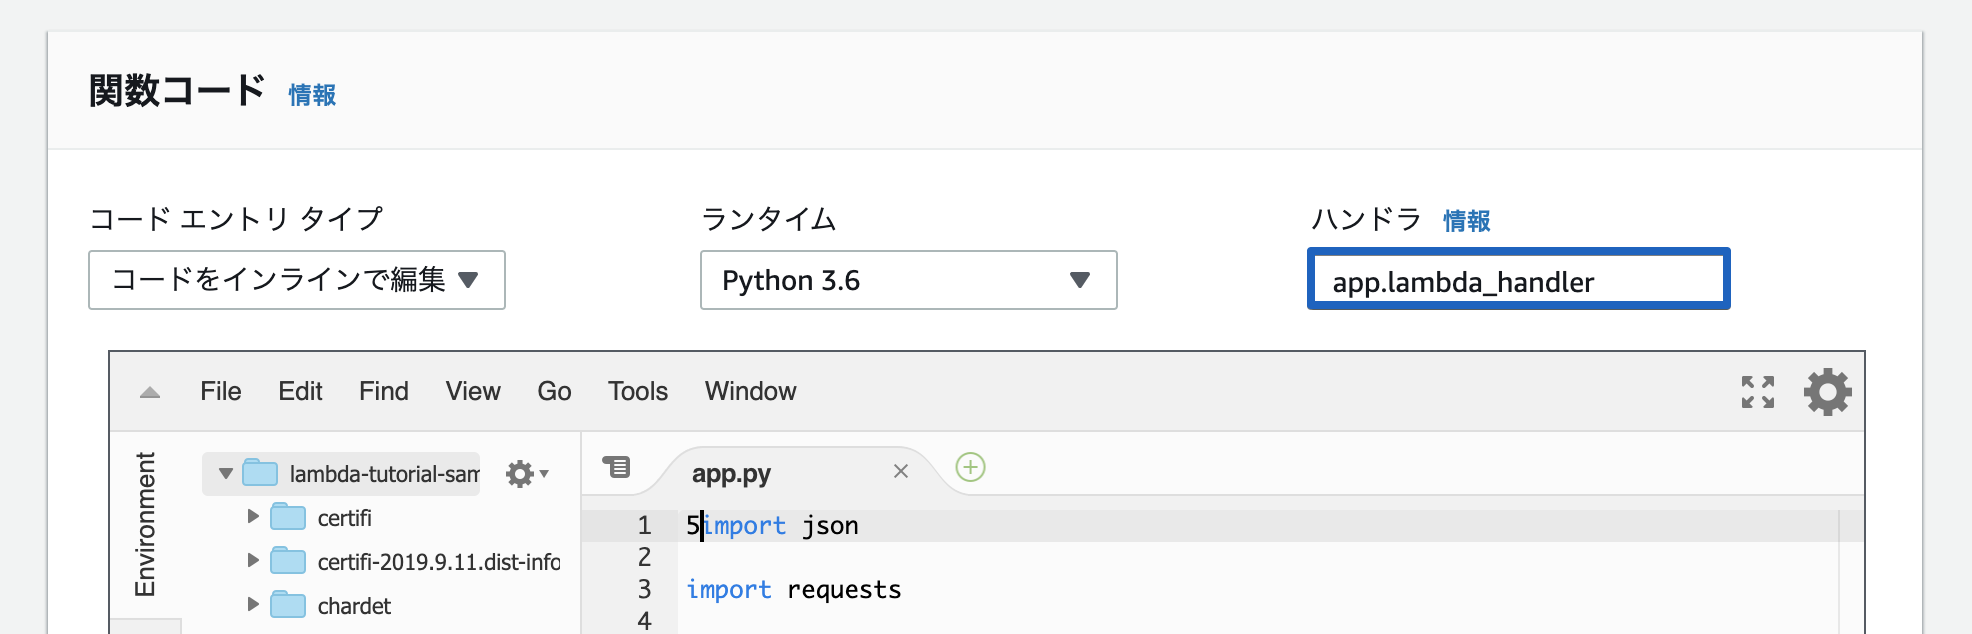 関数コード 情報
コード エントリ タイプ ランタイム ハンドラ 情報
コードをインラインで編集 Python 3.6 app.lambda_handler
File Edit Find View Go Tools Window
Environment
lambda-tutorial-sam
certifi
certifi-2019.9.11.dist-info
chardet
app.py
1 5import json
2
3 import requests
4